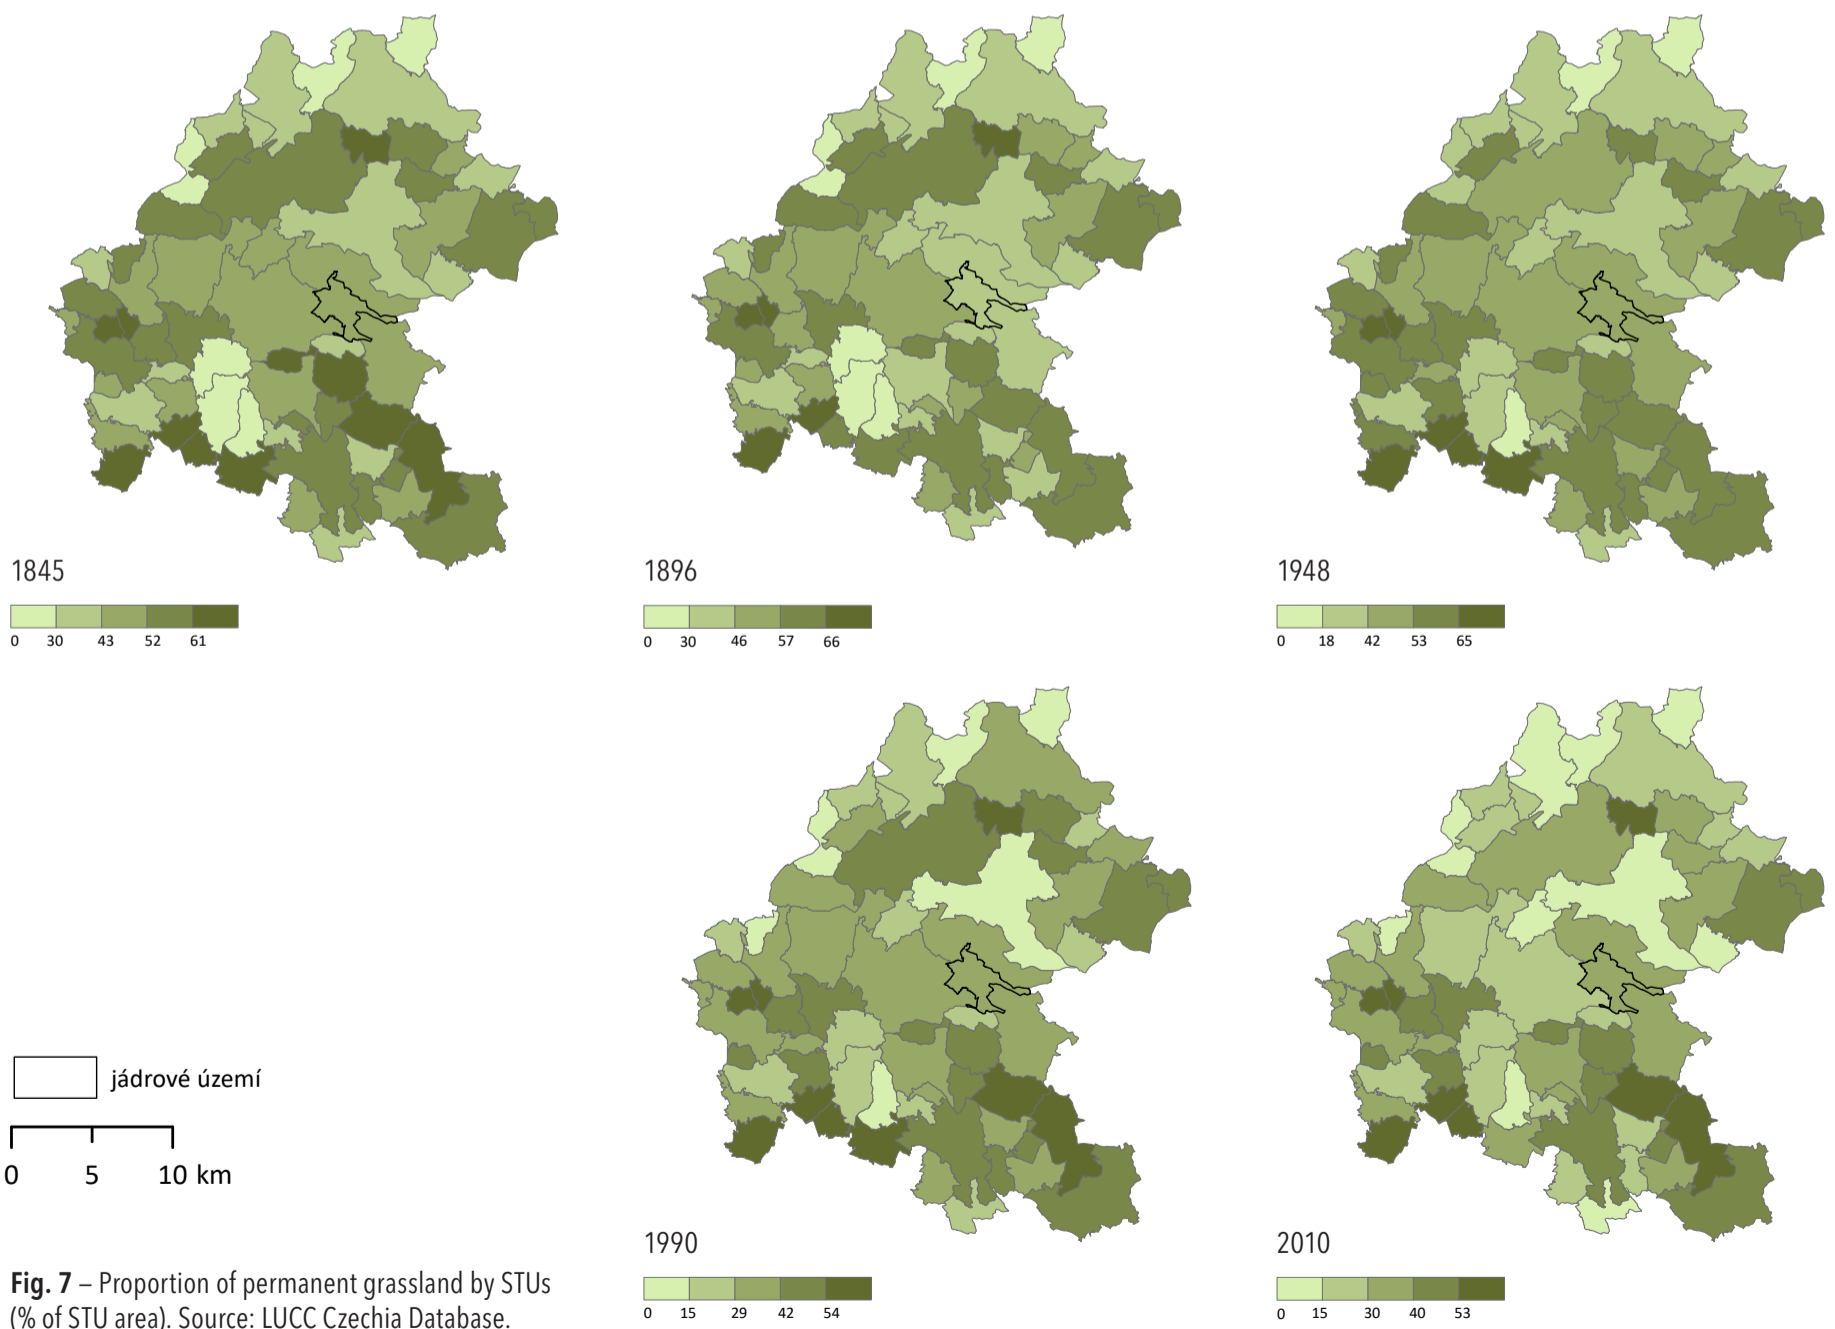 1845
0 30 43 52 61
1896
0 30 46 57 66
1948
0 18 42 53 65
jádrové území
0 5 10 km
1990
0 15 29 42 54
2010
0 15 30 40 53
Fig. 7 – Proportion of permanent grassland by STUs
(% of STU area). Source: LUCC Czechia Database.